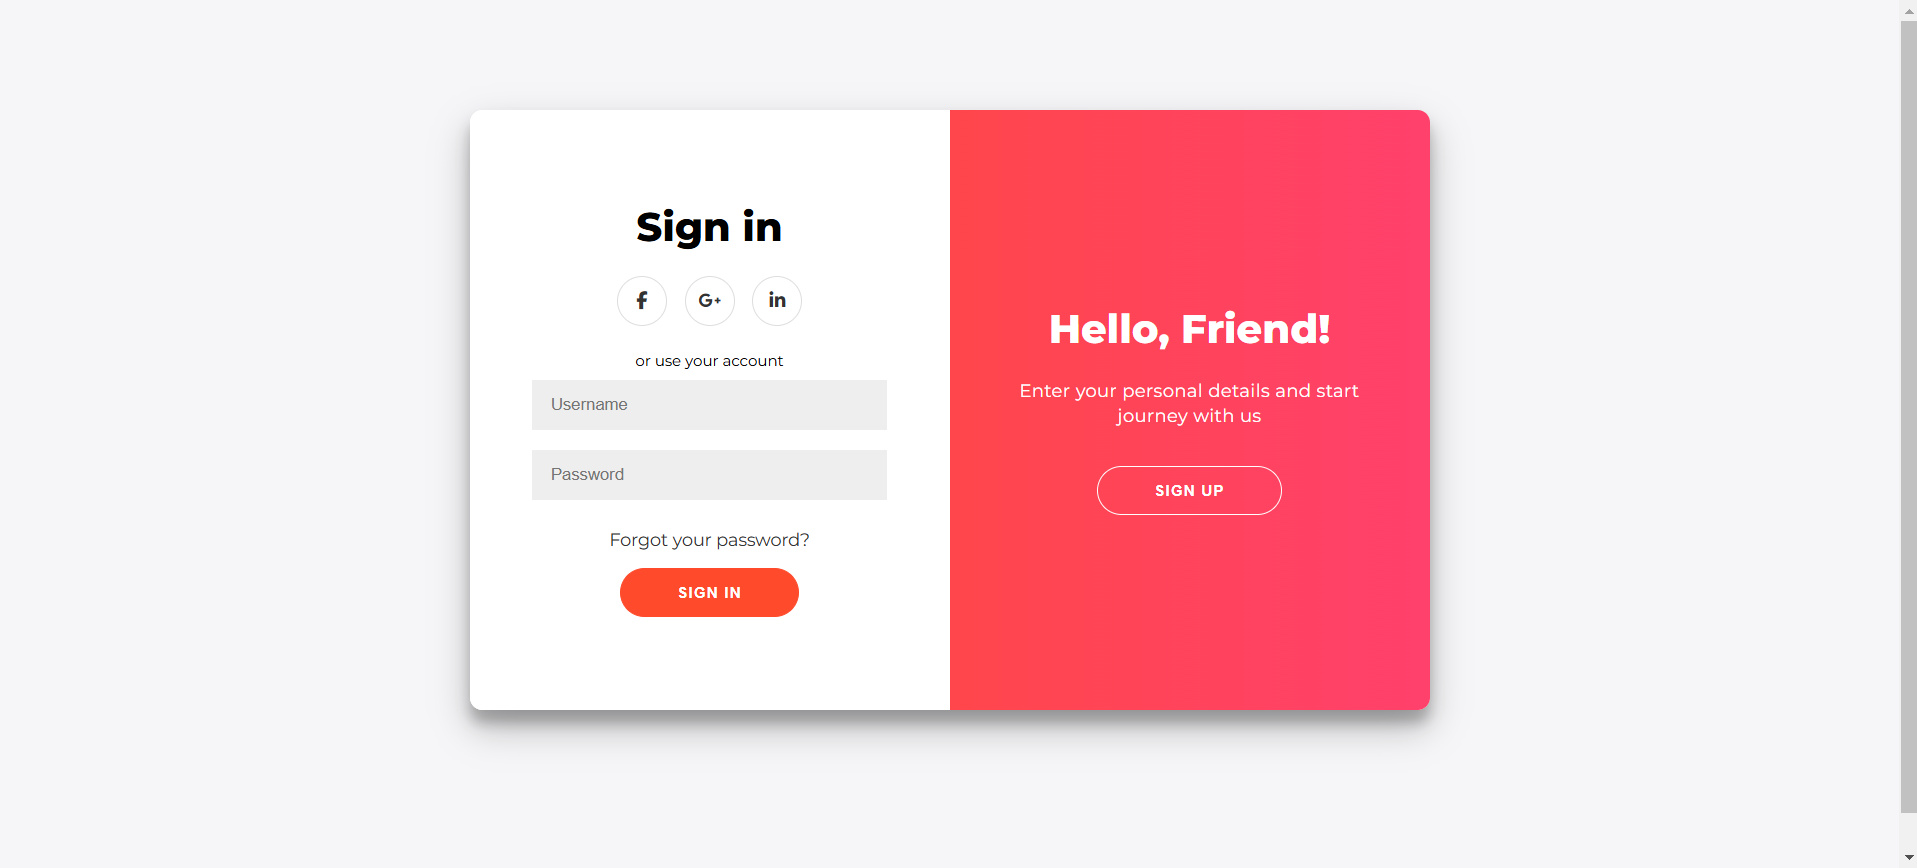 Sign in
f
G+
in
or use your account
Username
Password
Forgot your password?
SIGN IN
Hello, Friend!
Enter your personal details and start
journey with us
SIGN UP